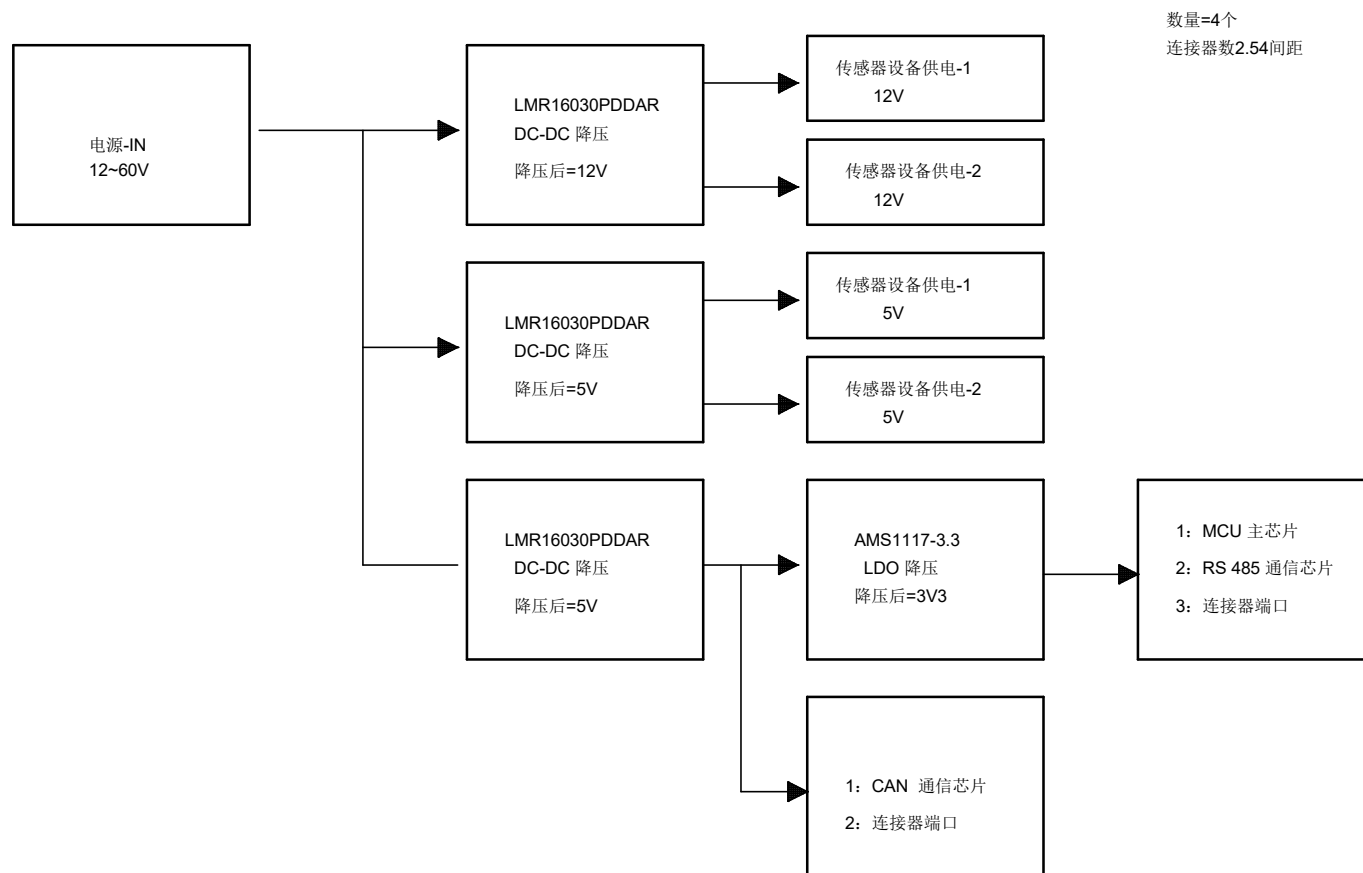 数量=4个
连接器数2.54间距
电源-IN
12~60V
LMR16030PDDAR
DC-DC 降压
降压后=12V
传感器设备供电-1
12V
传感器设备供电-2
12V
LMR16030PDDAR
DC-DC 降压
降压后=5V
传感器设备供电-1
5V
传感器设备供电-2
5V
LMR16030PDDAR
DC-DC 降压
降压后=5V
AMS1117-3.3
LDO 降压
降压后=3V3
1：MCU 主芯片
2：RS 485 通信芯片
3：连接器端口
1：CAN 通信芯片
2：连接器端口